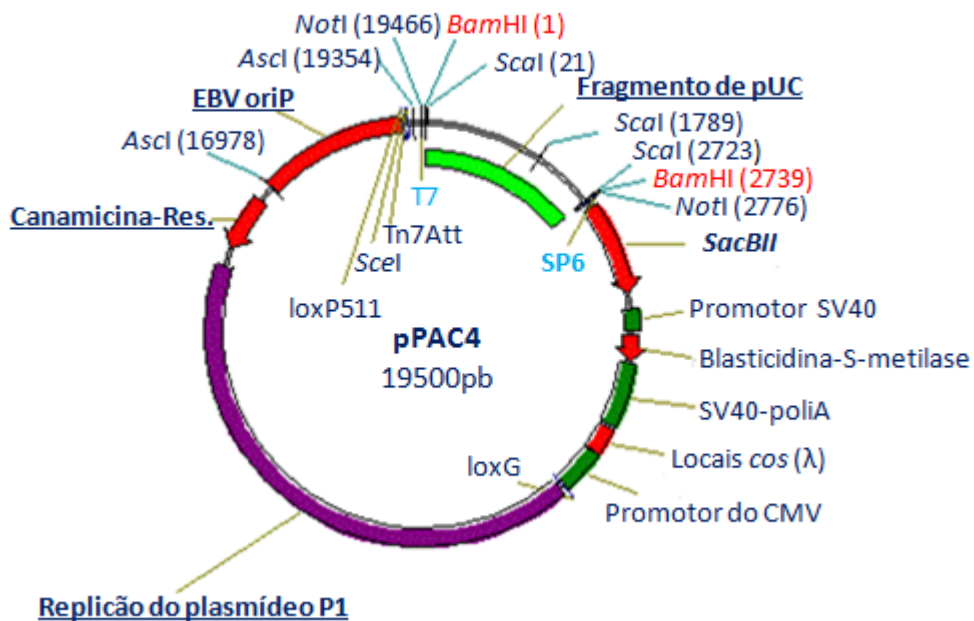 NotI (19466)
BamHI (1)
AscI (19354)
ScaI (21)
EBV oriP
Fragmento de pUC
AscI (16978)
ScaI (1789)
ScaI (2723)
BamHI (2739)
NotI (2776)
T7
Canamicina-Res.
Tn7Att
SP6
SacBII
SceI
loxP511
Promotor SV40
pPAC4
19500pb
Blasticidina-S-metilase
SV40-poliA
loxG
Locais cos (λ)
Promotor do CMV
Replicão do plasmídeo P1